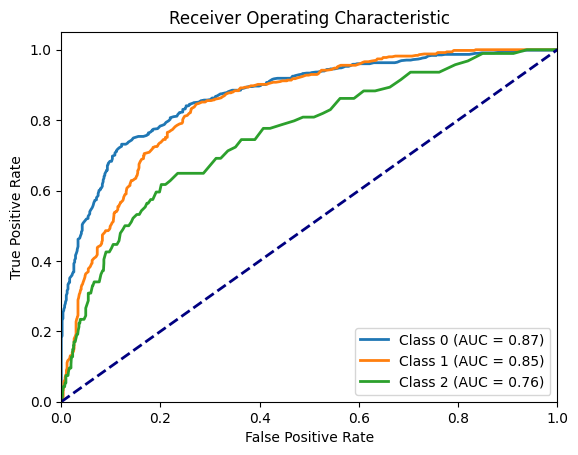 Receiver Operating Characteristic
True Positive Rate
1.0
0.8
0.6
0.4
0.2
0.0
0.0 0.2 0.4 0.6 0.8 1.0
False Positive Rate
Class 0 (AUC = 0.87)
Class 1 (AUC = 0.85)
Class 2 (AUC = 0.76)